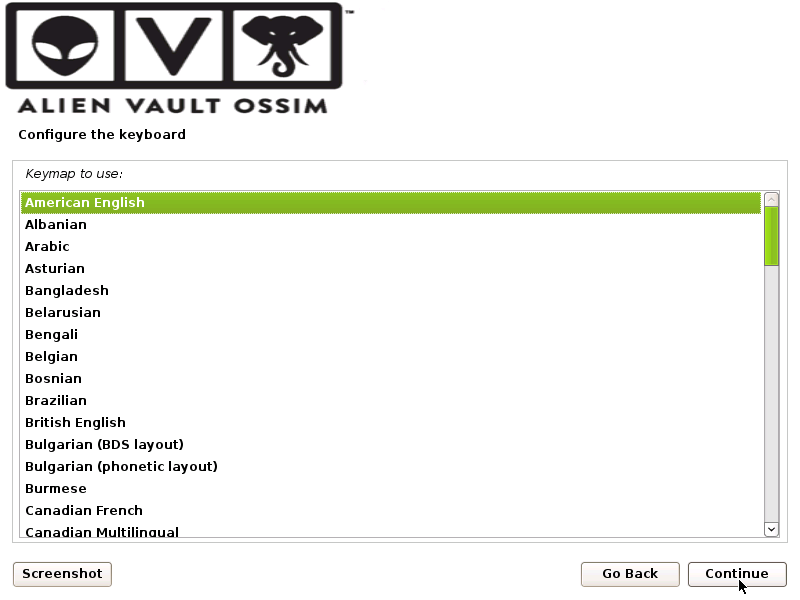 ™
ALIEN VAULT OSSIM
Configure the keyboard
Keymap to use:
American English
Albanian
Arabic
Asturian
Bangladesh
Belarusian
Bengali
Belgian
Bosnian
Brazilian
British English
Bulgarian (BDS layout)
Bulgarian (phonetic layout)
Burmese
Canadian French
Canadian Multilingual
Screenshot
Go Back
Continue